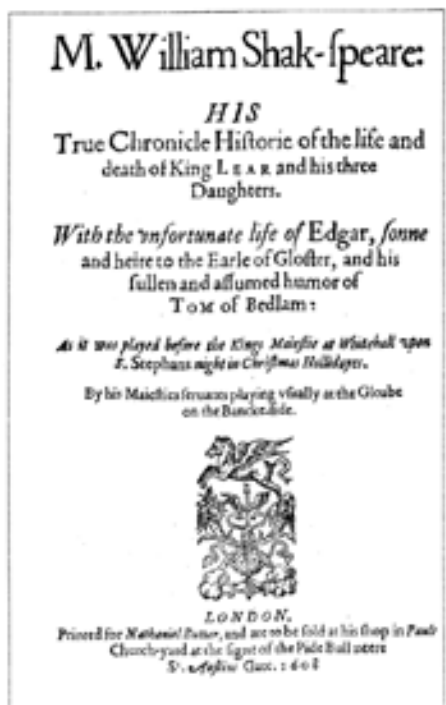 M. William Shak-ſpeare:
HIS
True Chronicle Hiſtorie of the life and
death of King LEAR and his three
Daughters.
With the vnfortunate life of Edgar, ſonne
and heire to the Earle of Gloſter, and his
ſullen and aſſumed humor of
TOM of Bedlam:
As it was played before the Kings Maieſtie at Whitehall vpon
S. Stephans night in Chriſtmas Hollidayes.
By his Maieſties ſeruants playing vſually at the Gloabe
on the Bancke-ſide.
LONDON,
Printed for Nathaniel Butter, and are to be ſold at his ſhop in Pauls
Church-yard at the ſigne of the Pide Bull neere
St. Auſtins Gate. 1608